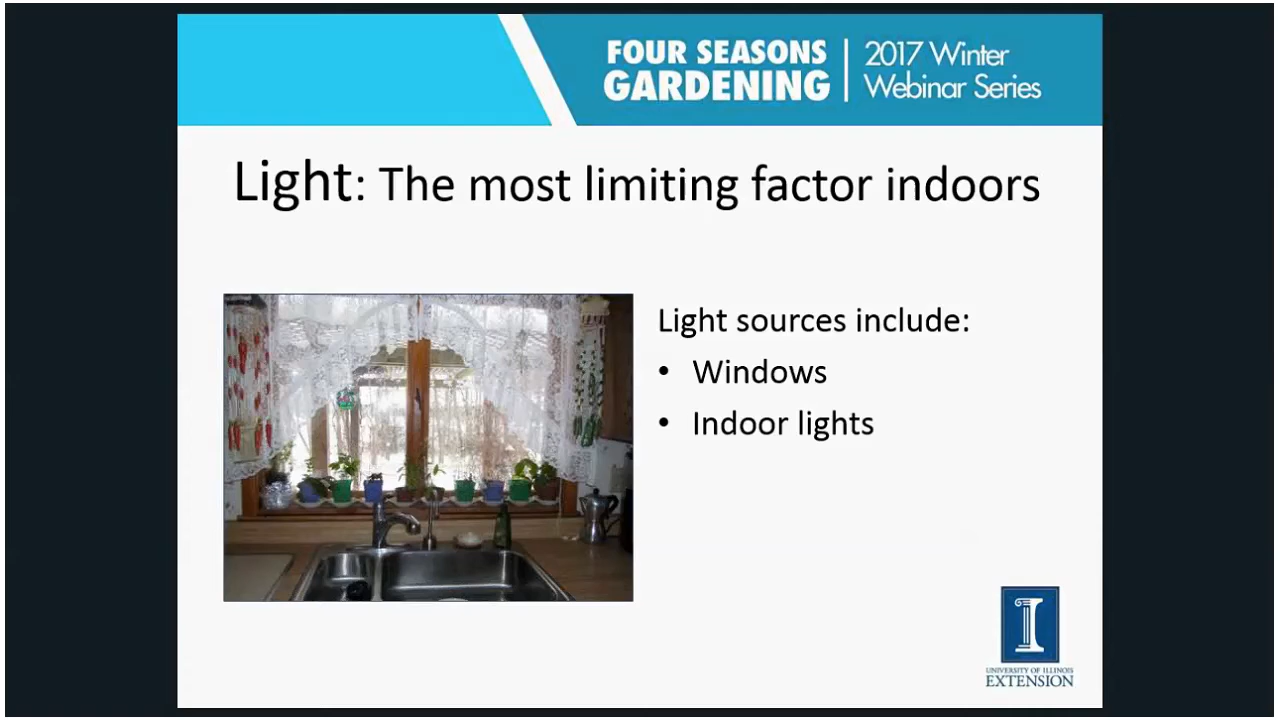 FOUR SEASONS
GARDENING
2017 Winter
Webinar Series
Light: The most limiting factor indoors
Light sources include:
• Windows
• Indoor lights
I
UNIVERSITY OF ILLINOIS
EXTENSION